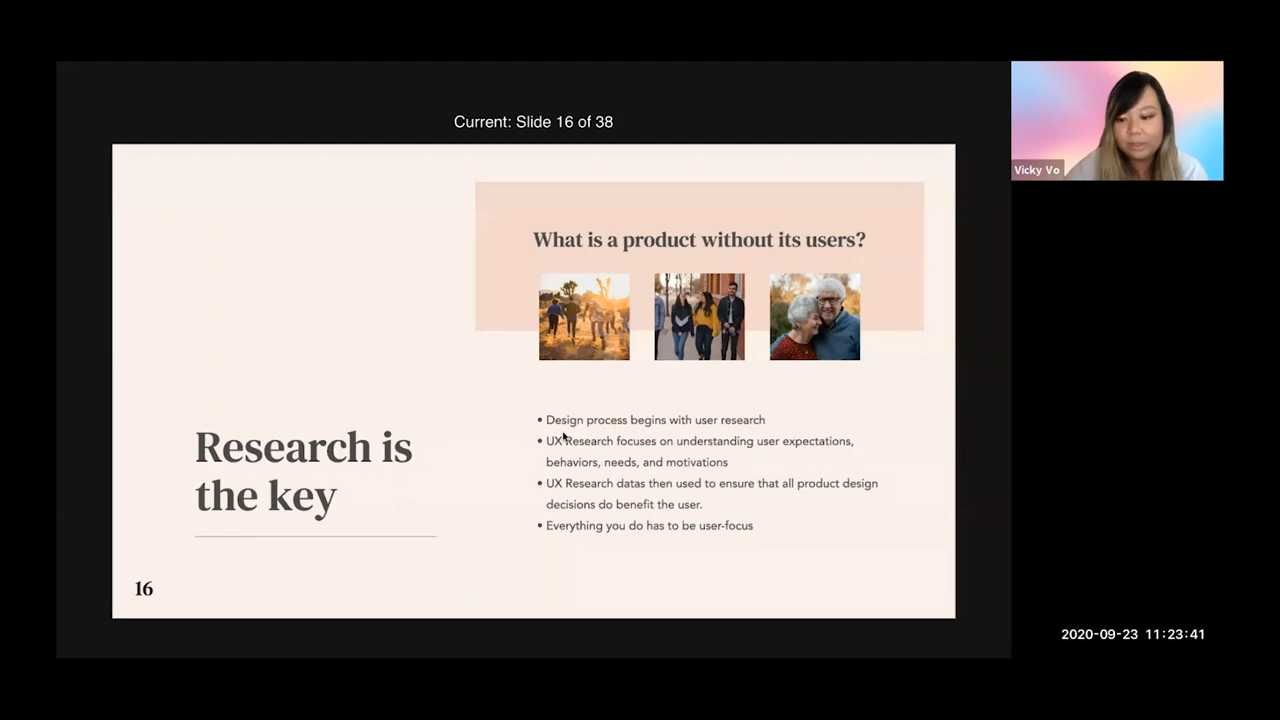 Current: Slide 16 of 38
Vicky Vo
What is a product without its users?
Research is
the key
• Design process begins with user research
• UX Research focuses on understanding user expectations,
behaviors, needs, and motivations
• UX Research datas then used to ensure that all product design
decisions do benefit the user.
• Everything you do has to be user-focus
16
2020-09-23 11:23:41